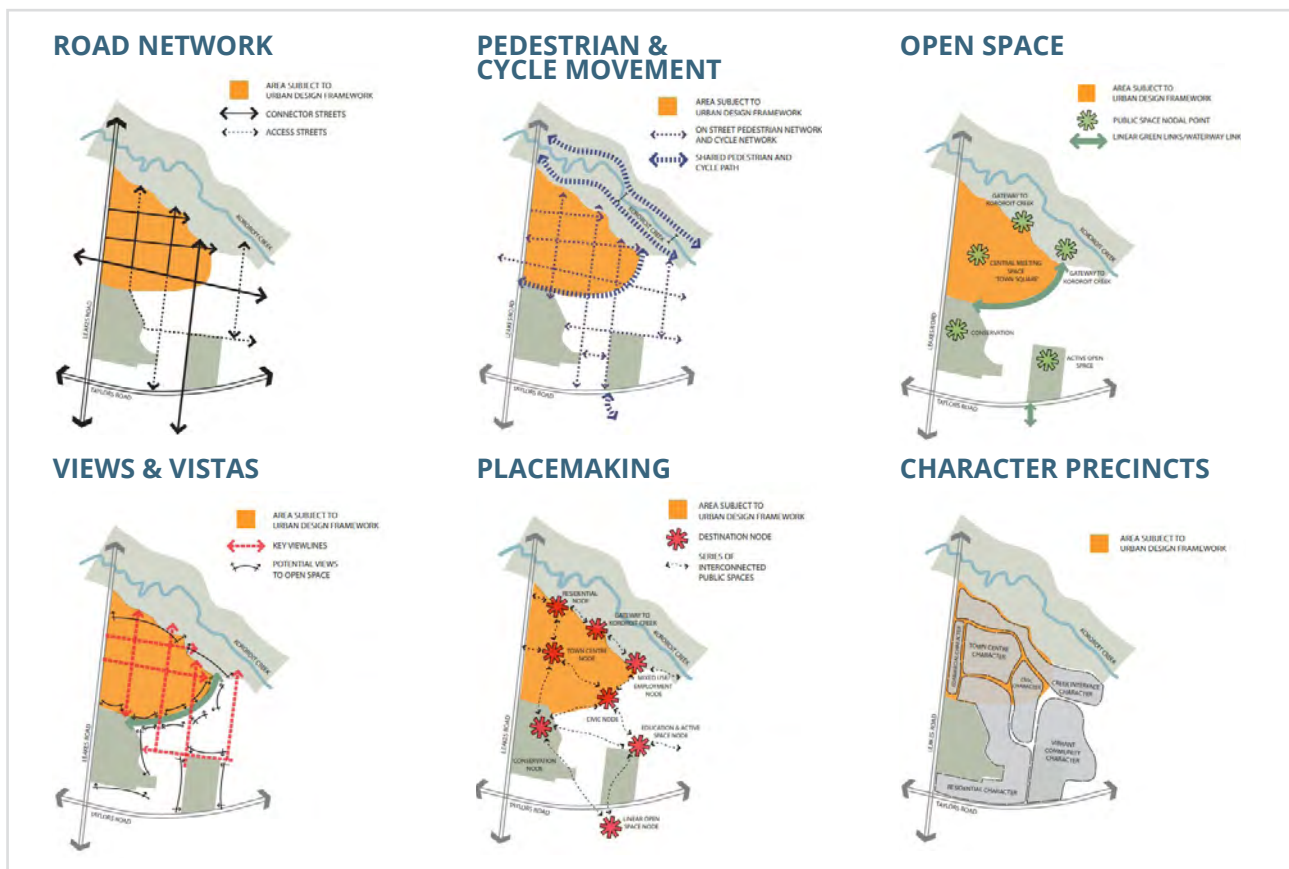 ROAD NETWORK
AREA SUBJECT TO
URBAN DESIGN FRAMEWORK
CONNECTOR STREETS
ACCESS STREETS
KOROROIT CREEK
LEAKES ROAD
TAYLORS ROAD
PEDESTRIAN &
CYCLE MOVEMENT
AREA SUBJECT TO
URBAN DESIGN FRAMEWORK
ON STREET PEDESTRIAN NETWORK
AND CYCLE NETWORK
SHARED PEDESTRIAN AND
CYCLE PATH
KOROROIT CREEK
LEAKES ROAD
TAYLORS ROAD
OPEN SPACE
AREA SUBJECT TO
URBAN DESIGN FRAMEWORK
PUBLIC SPACE NODAL POINT
LINEAR GREEN LINKS/WATERWAY LINK
GATEWAY TO
KOROROIT CREEK
KOROROIT CREEK
CENTRAL MEETING
SPACE
'TOWN SQUARE'
GATEWAY TO
KOROROIT CREEK
CONSERVATION
ACTIVE OPEN
SPACE
LEAKES ROAD
TAYLORS ROAD
VIEWS & VISTAS
AREA SUBJECT TO
URBAN DESIGN FRAMEWORK
KEY VIEWLINES
POTENTIAL VIEWS
TO OPEN SPACE
KOROROIT CREEK
LEAKES ROAD
TAYLORS ROAD
PLACEMAKING
AREA SUBJECT TO
URBAN DESIGN FRAMEWORK
DESTINATION NODE
SERIES OF
INTERCONNECTED
PUBLIC SPACES
RESIDENTIAL
NODE
GATEWAY TO
KOROROIT CREEK
KOROROIT CREEK
TOWN CENTRE
NODE
MIXED USE
EMPLOYMENT
NODE
CIVIC NODE
EDUCATION & ACTIVE
SPACE NODE
CONSERVATION
NODE
LINEAR OPEN
SPACE NODE
LEAKES ROAD
TAYLORS ROAD
CHARACTER PRECINCTS
AREA SUBJECT TO
URBAN DESIGN FRAMEWORK
KOROROIT CREEK
TOWN CENTRE
CHARACTER
CIVIC
CHARACTER
CREEK INTERFACE
CHARACTER
VIBRANT
COMMUNITY
CHARACTER
RESIDENTIAL CHARACTER
LEAKES ROAD
TAYLORS ROAD